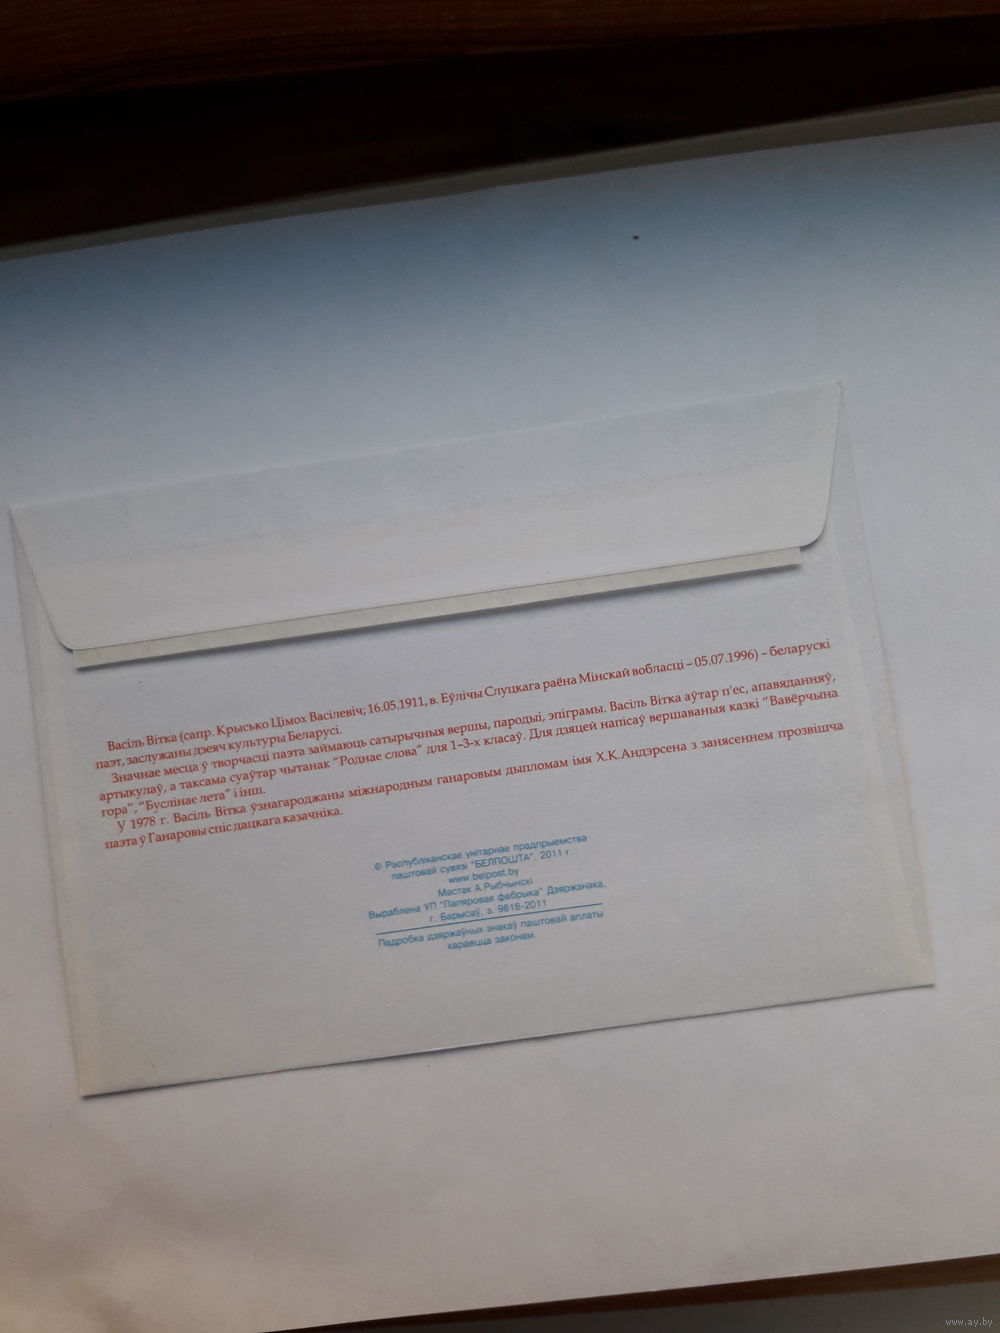 Васіль Вітка (сапр. Крысько Цімох Васілевіч; 16.05.1911, в. Еўлічы Слуцкага раёна Мінскай вобласці – 05.07.1996) – беларускі
паэт, заслужаны дзеяч культуры Беларусі.
Значнае месца ў творчасці паэта займаюць сатырычныя вершы, пародыі, эпіграмы. Васіль Вітка аўтар п'ес, апавяданняў,
артыкулаў, а таксама суаўтар чытанак "Роднае слова" для 1–3-х класаў. Для дзяцей напісаў вершаваныя казкі "Вавёрчына
гора", "Буслінае лета" і інш.
У 1978 г. Васіль Вітка ўзнагароджаны міжнародным ганаровым дыпломам імя Х.К.Андэрсена з занясеннем прозвішча
паэта ў Ганаровы спіс дацкага казачніка.
© Рэспубліканскае унітарнае прадпрыемства
паштовай сувязі "БЕЛПОШТА". 2011 г.
www.belpost.by
Мастак А.Рыбчынскі
Выраблена УП "Папяровая фабрыка" Дзяржзнака,
г. Барысаў, з. 9818-2011
Падробка дзяржаўных знакаў паштовай аплаты
караецца законам.
www.ay.by